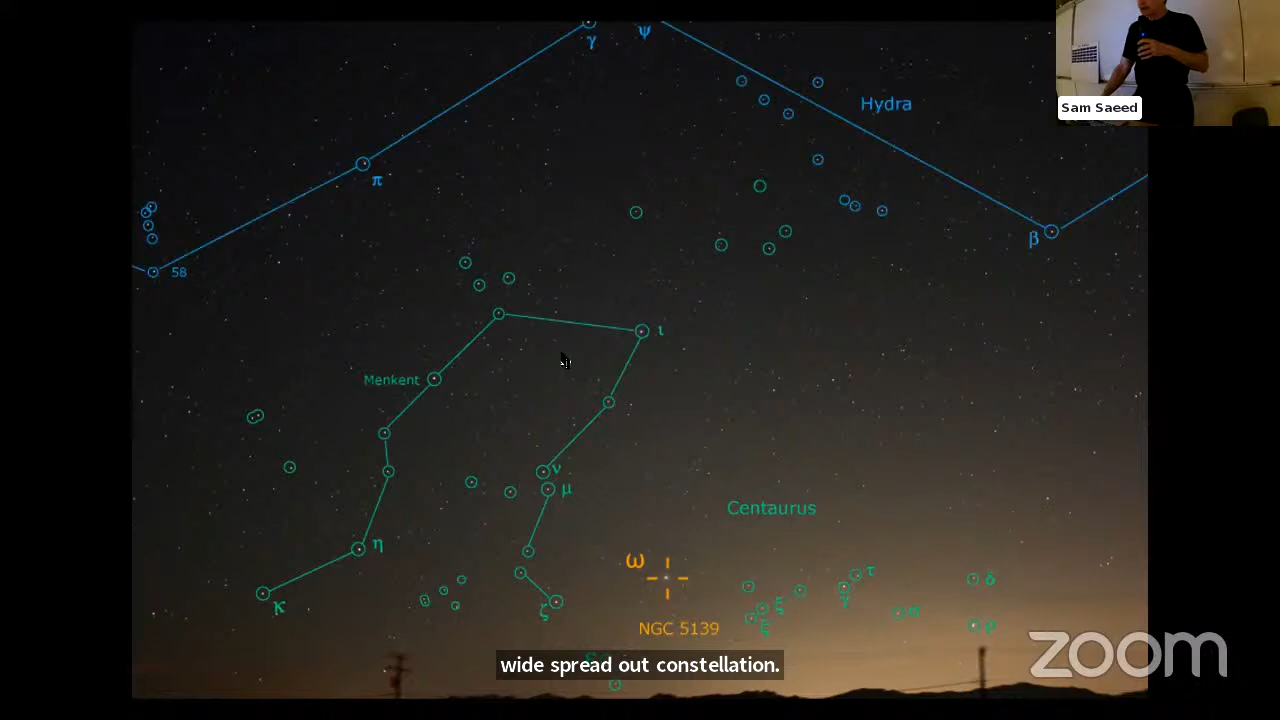 γ
ψ
Hydra
Sam Saeed
π
β
58
ι
Menkent
ν
μ
Centaurus
η
ω
τ
δ
κ
ζ
ξ
γ
σ
ξ
ρ
NGC 5139
zoom
wide spread out constellation.